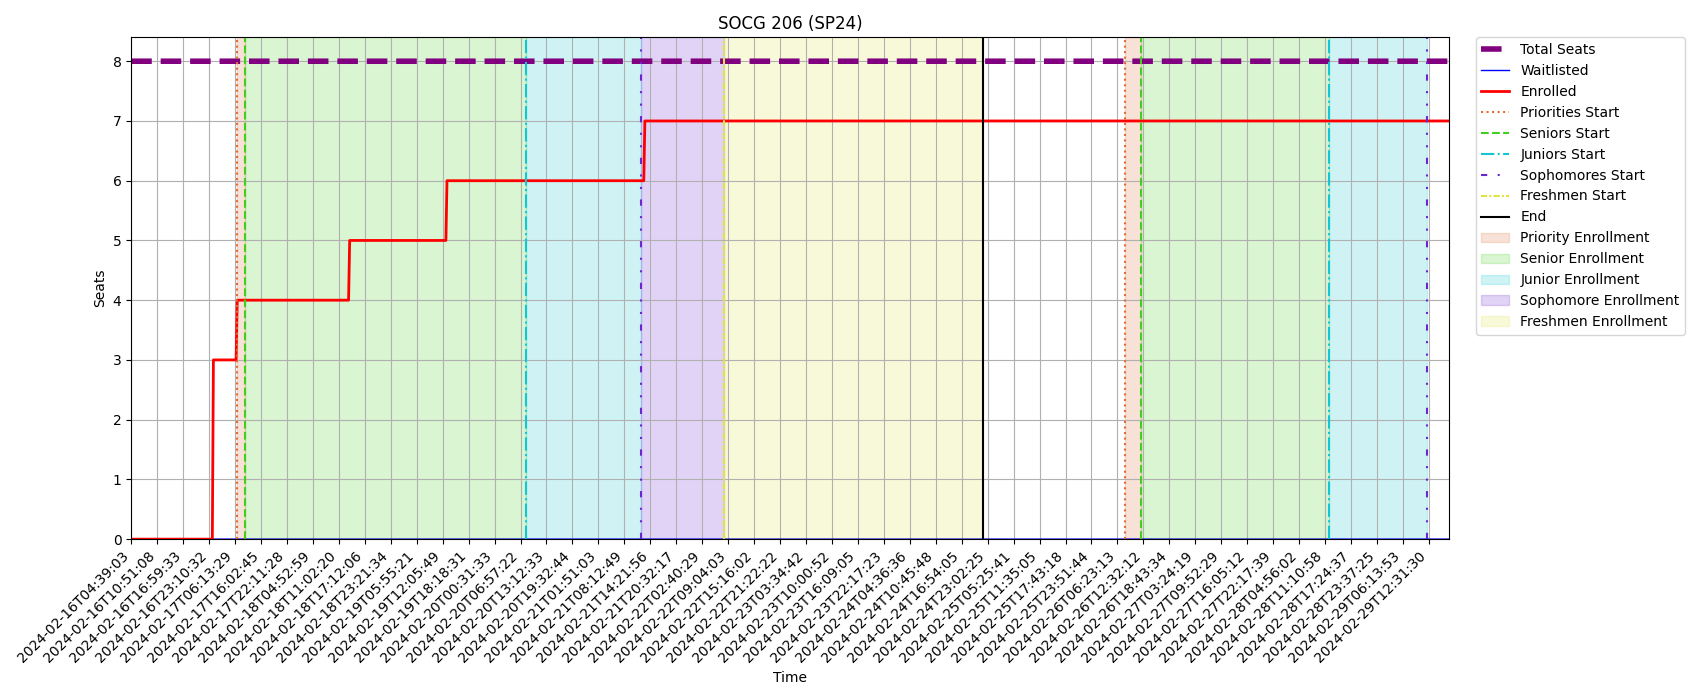 SOCG 206 (SP24)
Seats
8
7
6
5
4
3
2
1
0
2024-02-16T04:39:03
2024-02-16T10:51:08
2024-02-16T16:59:33
2024-02-16T23:10:32
2024-02-17T06:13:29
2024-02-17T16:02:45
2024-02-17T22:11:28
2024-02-18T04:52:59
2024-02-18T11:02:20
2024-02-18T17:12:06
2024-02-18T23:21:34
2024-02-19T05:55:21
2024-02-19T12:05:49
2024-02-19T18:18:31
2024-02-20T00:31:33
2024-02-20T06:57:22
2024-02-20T13:12:33
2024-02-20T19:32:44
2024-02-21T01:51:03
2024-02-21T08:12:49
2024-02-21T14:21:56
2024-02-21T20:32:17
2024-02-22T02:40:29
2024-02-22T09:04:03
2024-02-22T15:16:02
2024-02-22T21:22:22
2024-02-23T03:34:42
2024-02-23T10:00:52
2024-02-23T16:09:05
2024-02-23T22:17:23
2024-02-24T04:36:36
2024-02-24T10:45:48
2024-02-24T16:54:05
2024-02-24T23:02:25
2024-02-25T05:25:41
2024-02-25T11:35:05
2024-02-25T17:43:18
2024-02-25T23:51:44
2024-02-26T06:23:13
2024-02-26T12:32:12
2024-02-26T18:43:34
2024-02-27T03:24:19
2024-02-27T09:52:29
2024-02-27T16:05:12
2024-02-27T22:17:39
2024-02-28T04:56:02
2024-02-28T11:10:58
2024-02-28T17:24:37
2024-02-28T23:37:25
2024-02-29T06:13:53
2024-02-29T12:31:30
Time
Total Seats
Waitlisted
Enrolled
Priorities Start
Seniors Start
Juniors Start
Sophomores Start
Freshmen Start
End
Priority Enrollment
Senior Enrollment
Junior Enrollment
Sophomore Enrollment
Freshmen Enrollment